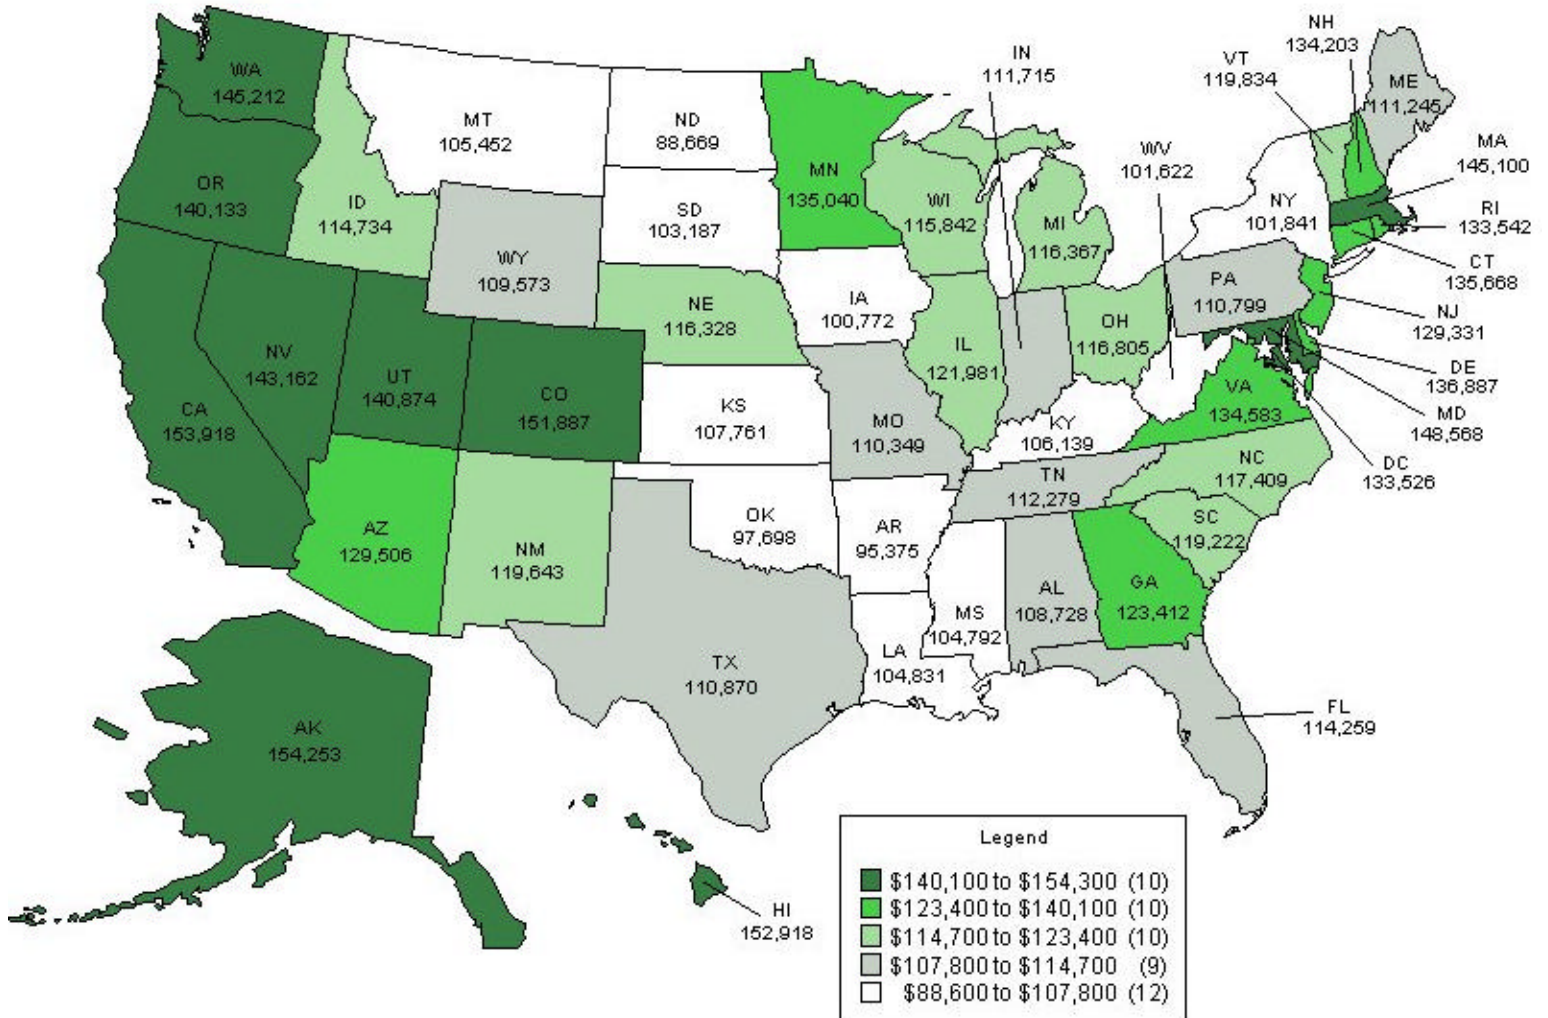 NH
134,203
IN
111,715
VT
119,834
WA
145,212
ME
111,245
MT
105,452
ND
88,669
WV
101,622
MA
145,100
OR
140,133
ID
114,734
MN
135,040
SD
103,187
WI
115,842
NY
101,841
RI
133,542
MI
116,367
WY
109,573
CT
135,668
PA
110,799
IA
100,772
NE
116,328
NJ
129,331
OH
116,805
IL
121,981
NV
143,162
UT
140,874
CO
151,887
DE
136,887
VA
134,583
CA
153,918
KS
107,761
MO
110,349
KY
106,139
MD
148,568
DC
133,526
NC
117,409
TN
112,279
AZ
129,506
NM
119,643
OK
97,698
AR
95,375
SC
119,222
GA
123,412
AL
108,728
MS
104,792
LA
104,831
TX
110,870
FL
114,259
AK
154,253
HI
152,918
Legend
$140,100 to $154,300 (10)
$123,400 to $140,100 (10)
$114,700 to $123,400 (10)
$107,800 to $114,700 (9)
$88,600 to $107,800 (12)